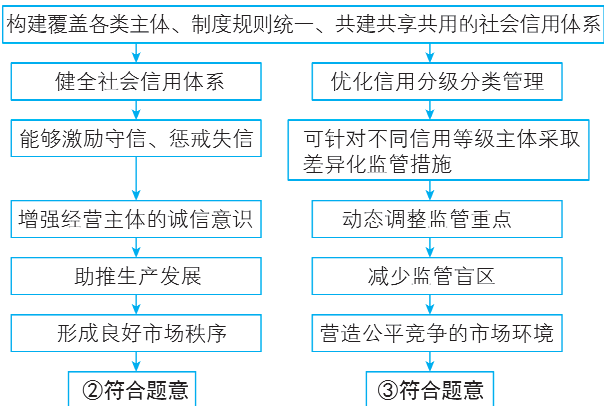 构建覆盖各类主体、制度规则统一、共建共享共用的社会信用体系
健全社会信用体系
能够激励守信、惩戒失信
增强经营主体的诚信意识
助推生产发展
形成良好市场秩序
②符合题意
优化信用分级分类管理
可针对不同信用等级主体采取
差异化监管措施
动态调整监管重点
减少监管盲区
营造公平竞争的市场环境
③符合题意